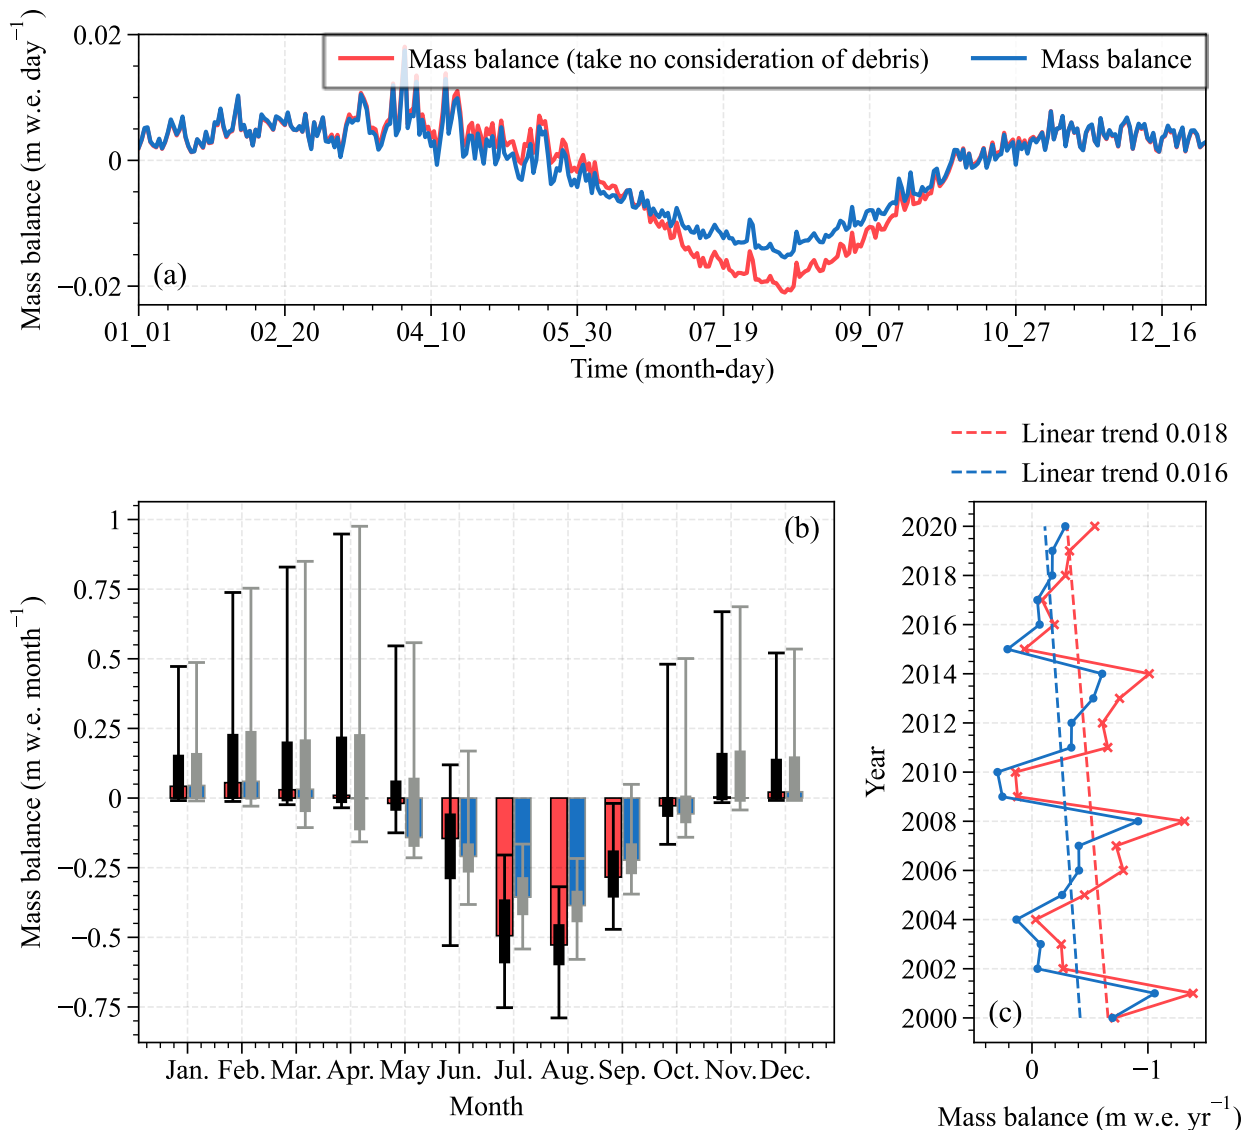 Mass balance (m w.e. day⁻¹)
0.02
0
−0.02
Mass balance (take no consideration of debris)
Mass balance
(a)
01_01 02_20 04_10 05_30 07_19 09_07 10_27 12_16
Time (month-day)
Linear trend 0.018
Linear trend 0.016
Mass balance (m w.e. month⁻¹)
1
0.75
0.5
0.25
0
−0.25
−0.5
−0.75
(b)
Jan. Feb. Mar. Apr. May Jun. Jul. Aug. Sep. Oct. Nov. Dec.
Month
Year
2020
2018
2016
2014
2012
2010
2008
2006
2004
2002
2000
(c)
0 −1
Mass balance (m w.e. yr⁻¹)